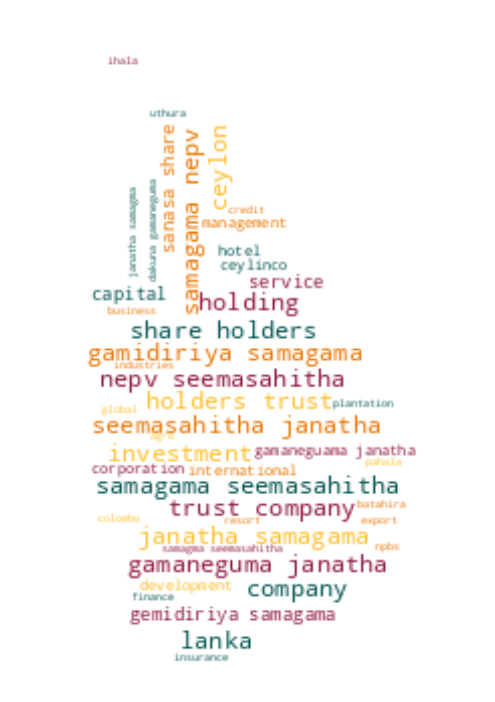 ihala
uthura
janatha samagma
dakuna gamaneguma
sanasa share
samagama nepv
ceylon
credit
management
hotel
ceylinco
service
capital
holding
business
share holders
gamidiriya samagama
industries
nepv seemasahitha
holders trust
plantation
global
seemasahitha janatha
agro
investment
gamaneguama janatha
pahala
corporation
international
samagama seemasahitha
trust company
batahira
colombo
resort
export
janatha samagama
samagma seemasahitha
npbs
gamaneguma janatha
development
company
finance
gemidiriya samagama
lanka
insurance